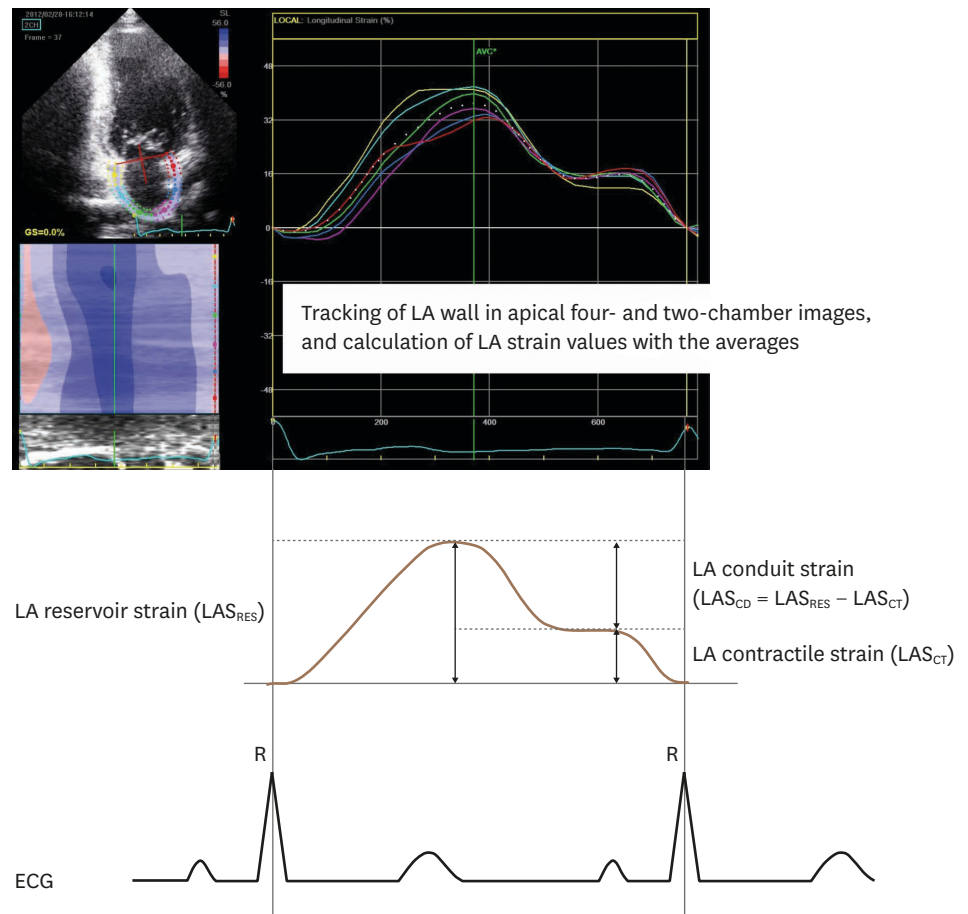 2012/02/20-16:12:14
2CH
Frame = 37
SL
56.0
-56.0
%
GS=0.0%
LOCAL: Longitudinal Strain (%)
AVC*
48
32
16
0
-16
-32
-48
0
200
400
600
Tracking of LA wall in apical four- and two-chamber images,
and calculation of LA strain values with the averages
LA reservoir strain (LASRES)
LA conduit strain
(LASCD = LASRES – LASCT)
LA contractile strain (LASCT)
R
R
ECG